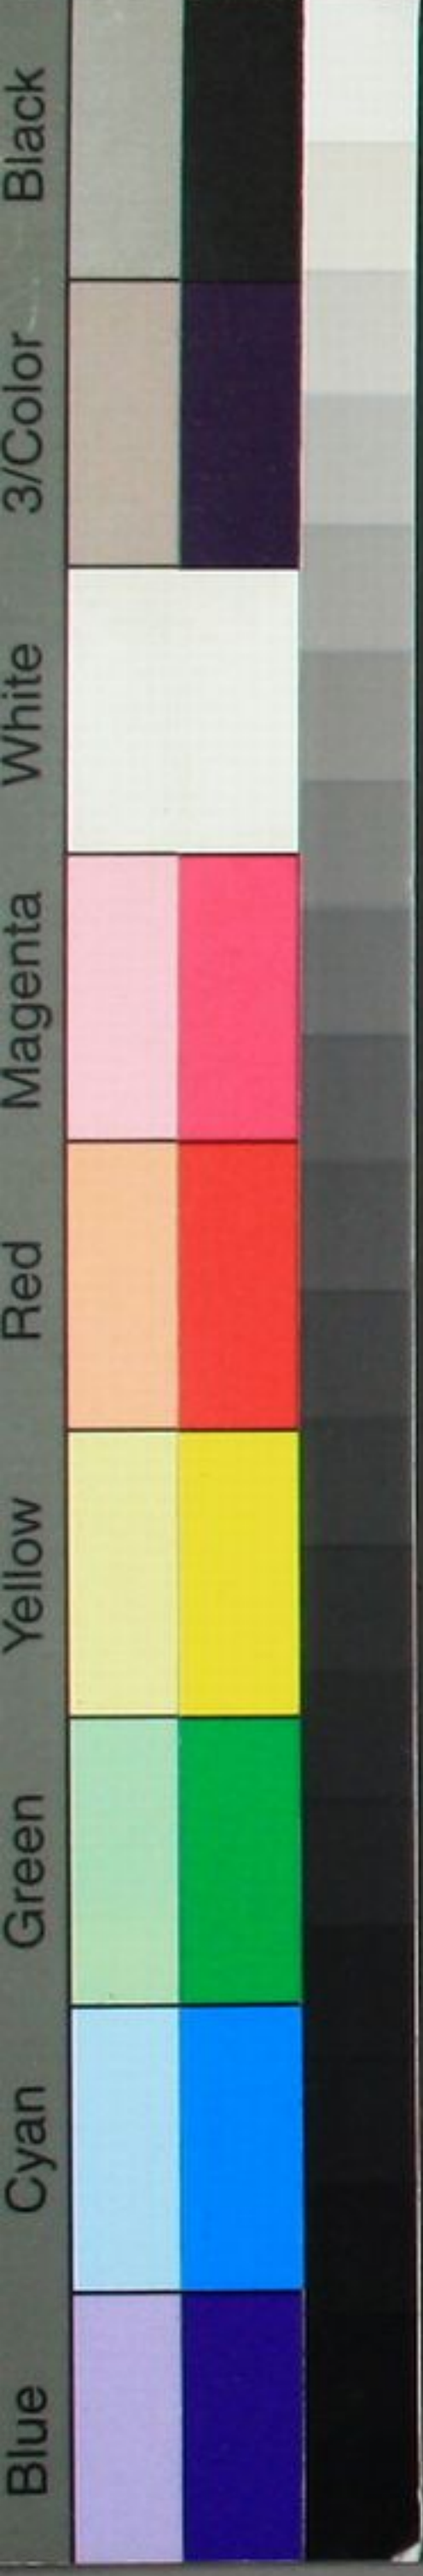 Black
3/Color
White
Magenta
Red
Yellow
Green
Cyan
Blue